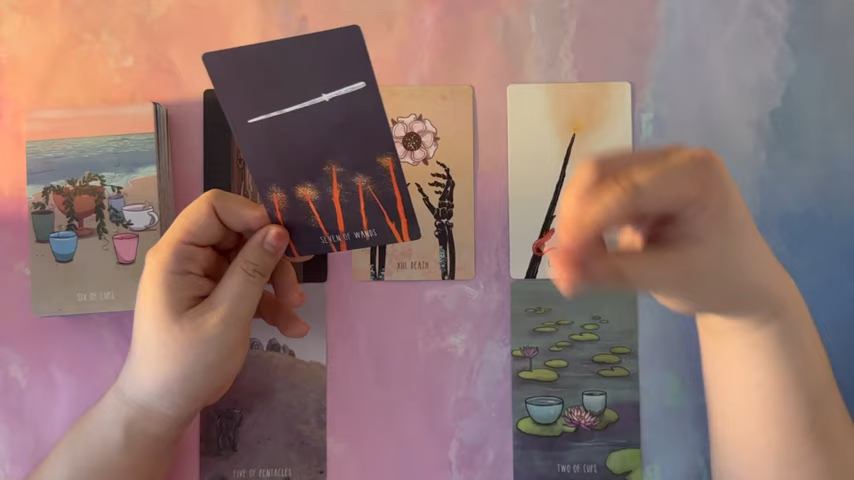 SEVEN OF WANDS
XIII DEATH
SIX OF CUPS
FIVE OF PENTACLES
TWO OF CUPS